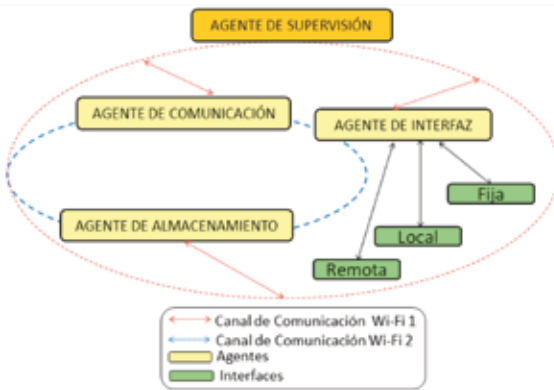 AGENTE DE SUPERVISIÓN
AGENTE DE COMUNICACIÓN
AGENTE DE INTERFAZ
Fija
AGENTE DE ALMACENAMIENTO
Local
Remota
Canal de Comunicación Wi-Fi 1
Canal de Comunicación Wi-Fi 2
Agentes
Interfaces